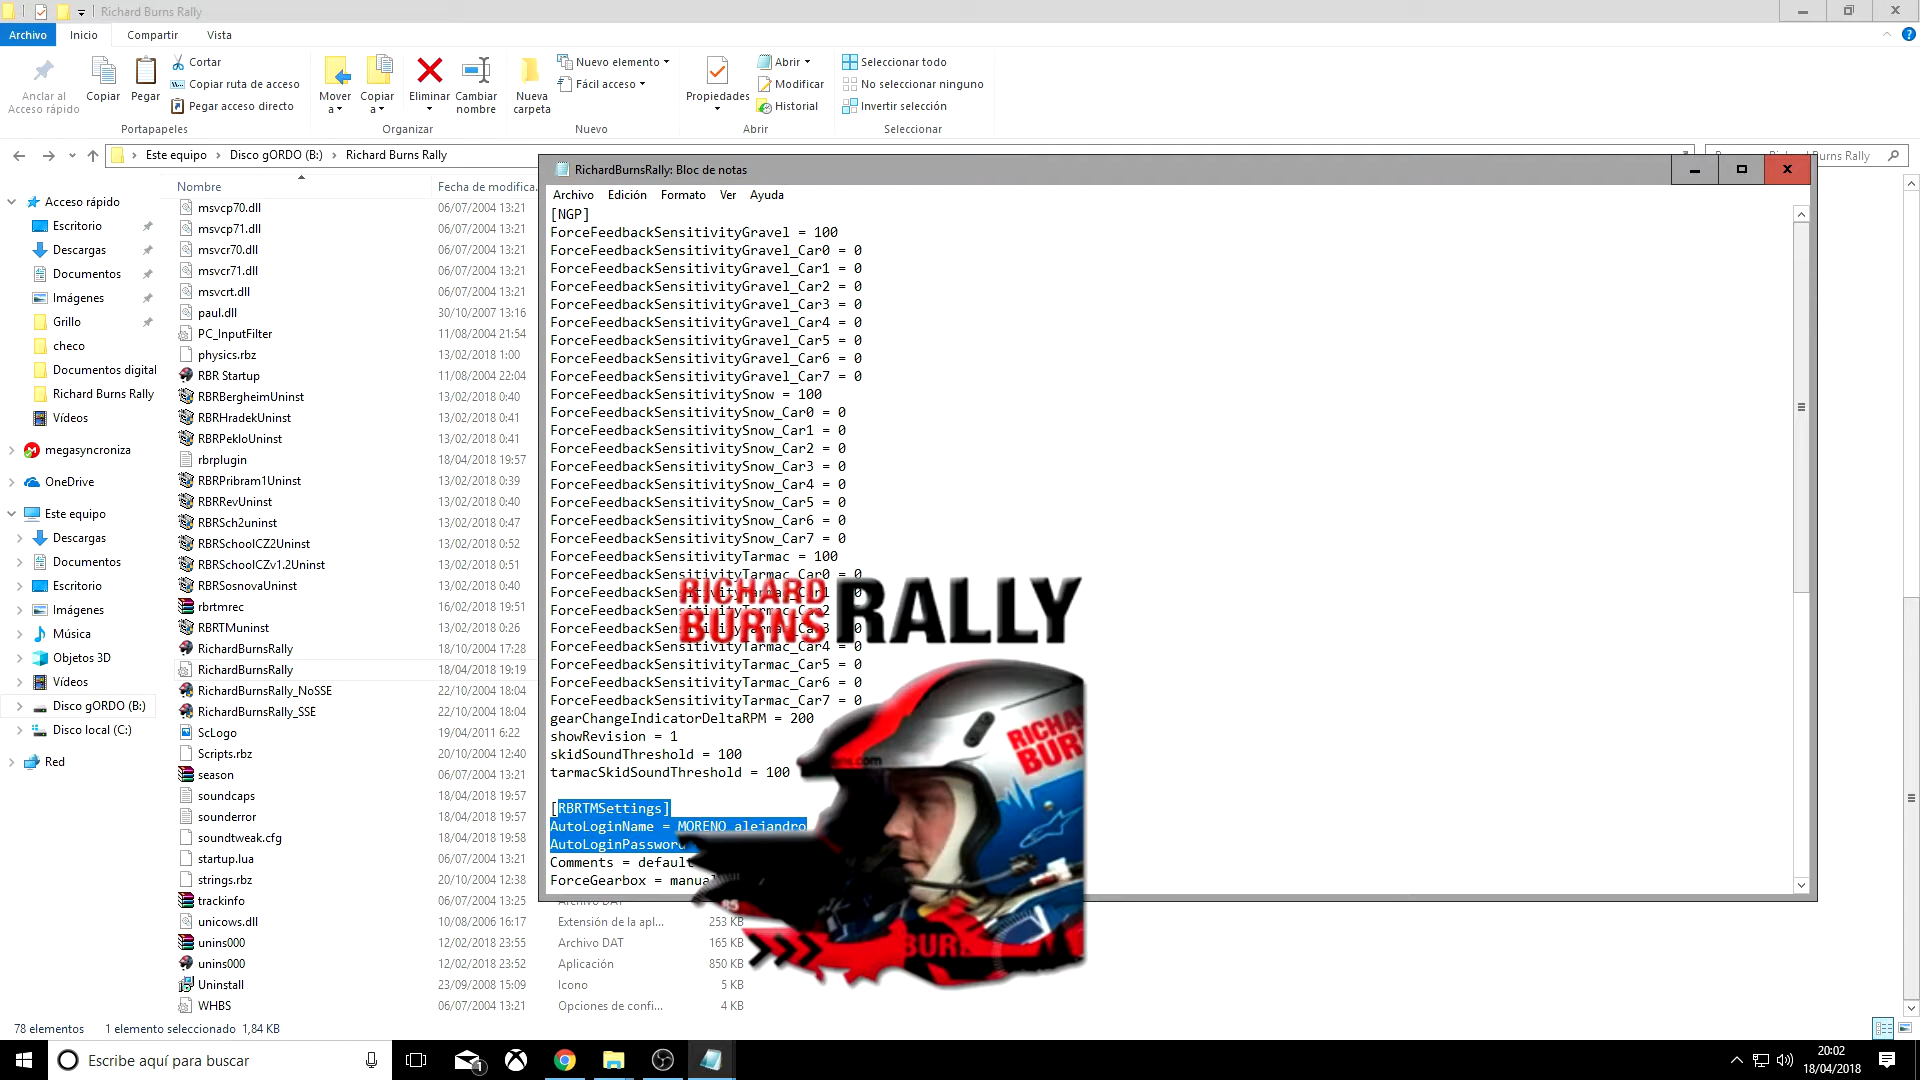 Richard Burns Rally
Archivo Inicio Compartir Vista
Anclar al Acceso rápido
Copiar
Pegar
Cortar
Copiar ruta de acceso
Pegar acceso directo
Portapapeles
Mover a
Copiar a
Eliminar
Cambiar nombre
Organizar
Nueva carpeta
Nuevo elemento
Fácil acceso
Nuevo
Propiedades
Abrir
Modificar
Historial
Abrir
Seleccionar todo
No seleccionar ninguno
Invertir selección
Seleccionar
Este equipo > Disco gORDO (B:) > Richard Burns Rally
Burns Rally
Acceso rápido
Escritorio
Descargas
Documentos
Imágenes
Grillo
checo
Documentos digital
Richard Burns Rally
Vídeos
megasyncroniza
OneDrive
Este equipo
Descargas
Documentos
Escritorio
Imágenes
Música
Objetos 3D
Vídeos
Disco gORDO (B:)
Disco local (C:)
Red
Nombre Fecha de modifica...
msvcp70.dll 06/07/2004 13:21
msvcp71.dll 06/07/2004 13:21
msvcr70.dll 06/07/2004 13:21
msvcr71.dll 06/07/2004 13:21
msvcrt.dll 06/07/2004 13:21
paul.dll 30/10/2007 13:16
PC_InputFilter 11/08/2004 21:54
physics.rbz 13/02/2018 1:00
RBR Startup 11/08/2004 22:04
RBRBergheimUninst 13/02/2018 0:40
RBRHradekUninst 13/02/2018 0:41
RBRPekloUninst 13/02/2018 0:41
rbrplugin 18/04/2018 19:57
RBRPribram1Uninst 13/02/2018 0:39
RBRRevUninst 13/02/2018 0:40
RBRSch2uninst 13/02/2018 0:47
RBRSchoolCZ2Uninst 13/02/2018 0:52
RBRSchoolCZv1.2Uninst 13/02/2018 0:51
RBRSosnovaUninst 13/02/2018 0:40
rbrtmrec 16/02/2018 19:51
RBRTMuninst 13/02/2018 0:26
RichardBurnsRally 18/10/2004 17:28
RichardBurnsRally 18/04/2018 19:19
RichardBurnsRally_NoSSE 22/10/2004 18:04
RichardBurnsRally_SSE 22/10/2004 18:04
ScLogo 19/04/2011 6:22
Scripts.rbz 20/10/2004 12:40
season 06/07/2004 13:21
soundcaps 18/04/2018 19:57
sounderror 18/04/2018 19:57
soundtweak.cfg 18/04/2018 19:58
startup.lua 06/07/2004 13:21
strings.rbz 20/10/2004 12:38
trackinfo 06/07/2004 13:25 Archivo DAT
unicows.dll 10/08/2006 16:17 Extensión de la apl... 253 KB
unins000 12/02/2018 23:55 Archivo DAT 165 KB
unins000 12/02/2018 23:52 Aplicación 850 KB
Uninstall 23/09/2008 15:09 Icono 5 KB
WHBS 06/07/2004 13:21 Opciones de confi... 4 KB
RichardBurnsRally: Bloc de notas
Archivo Edición Formato Ver Ayuda
[NGP]
ForceFeedbackSensitivityGravel = 100
ForceFeedbackSensitivityGravel_Car0 = 0
ForceFeedbackSensitivityGravel_Car1 = 0
ForceFeedbackSensitivityGravel_Car2 = 0
ForceFeedbackSensitivityGravel_Car3 = 0
ForceFeedbackSensitivityGravel_Car4 = 0
ForceFeedbackSensitivityGravel_Car5 = 0
ForceFeedbackSensitivityGravel_Car6 = 0
ForceFeedbackSensitivityGravel_Car7 = 0
ForceFeedbackSensitivitySnow = 100
ForceFeedbackSensitivitySnow_Car0 = 0
ForceFeedbackSensitivitySnow_Car1 = 0
ForceFeedbackSensitivitySnow_Car2 = 0
ForceFeedbackSensitivitySnow_Car3 = 0
ForceFeedbackSensitivitySnow_Car4 = 0
ForceFeedbackSensitivitySnow_Car5 = 0
ForceFeedbackSensitivitySnow_Car6 = 0
ForceFeedbackSensitivitySnow_Car7 = 0
ForceFeedbackSensitivityTarmac = 100
ForceFeedbackSensitivityTarmac_Car0 = 0
ForceFeedbackSensitivityTarmac_Car1 0
ForceFeedbackSensitivityTarmac_Car2
ForceFeedbackSensitivityTarmac_Car3 = 0
ForceFeedbackSensitivityTarmac_Car4 = 0
ForceFeedbackSensitivityTarmac_Car5 = 0
ForceFeedbackSensitivityTarmac_Car6 = 0
ForceFeedbackSensitivityTarmac_Car7 = 0
gearChangeIndicatorDeltaRPM = 200
showRevision = 1
skidSoundThreshold = 100
tarmacSkidSoundThreshold = 100
[RBRTMSettings]
AutoLoginName = MORENO alejandro
AutoLoginPassword
Comments = default
ForceGearbox = manual
RICHARD
BURNS
RALLY
RICHARD
BURN
BURN
78 elementos 1 elemento seleccionado 1,84 KB
Escribe aquí para buscar
1
20:02
18/04/2018